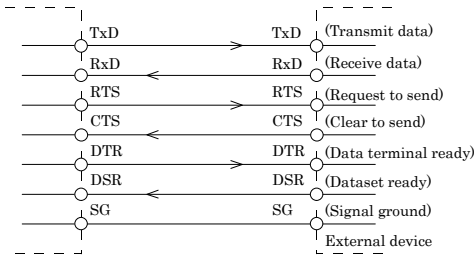 TxD TxD (Transmit data)
RxD RxD (Receive data)
RTS RTS (Request to send)
CTS CTS (Clear to send)
DTR DTR (Data terminal ready)
DSR DSR (Dataset ready)
SG SG (Signal ground)
External device